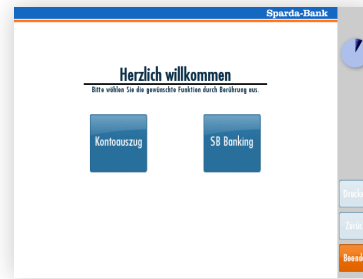 Sparda-Bank
Herzlich willkommen
Bitte wählen Sie die gewünschte Funktion durch Berührung aus.
Kontoauszug
SB Banking